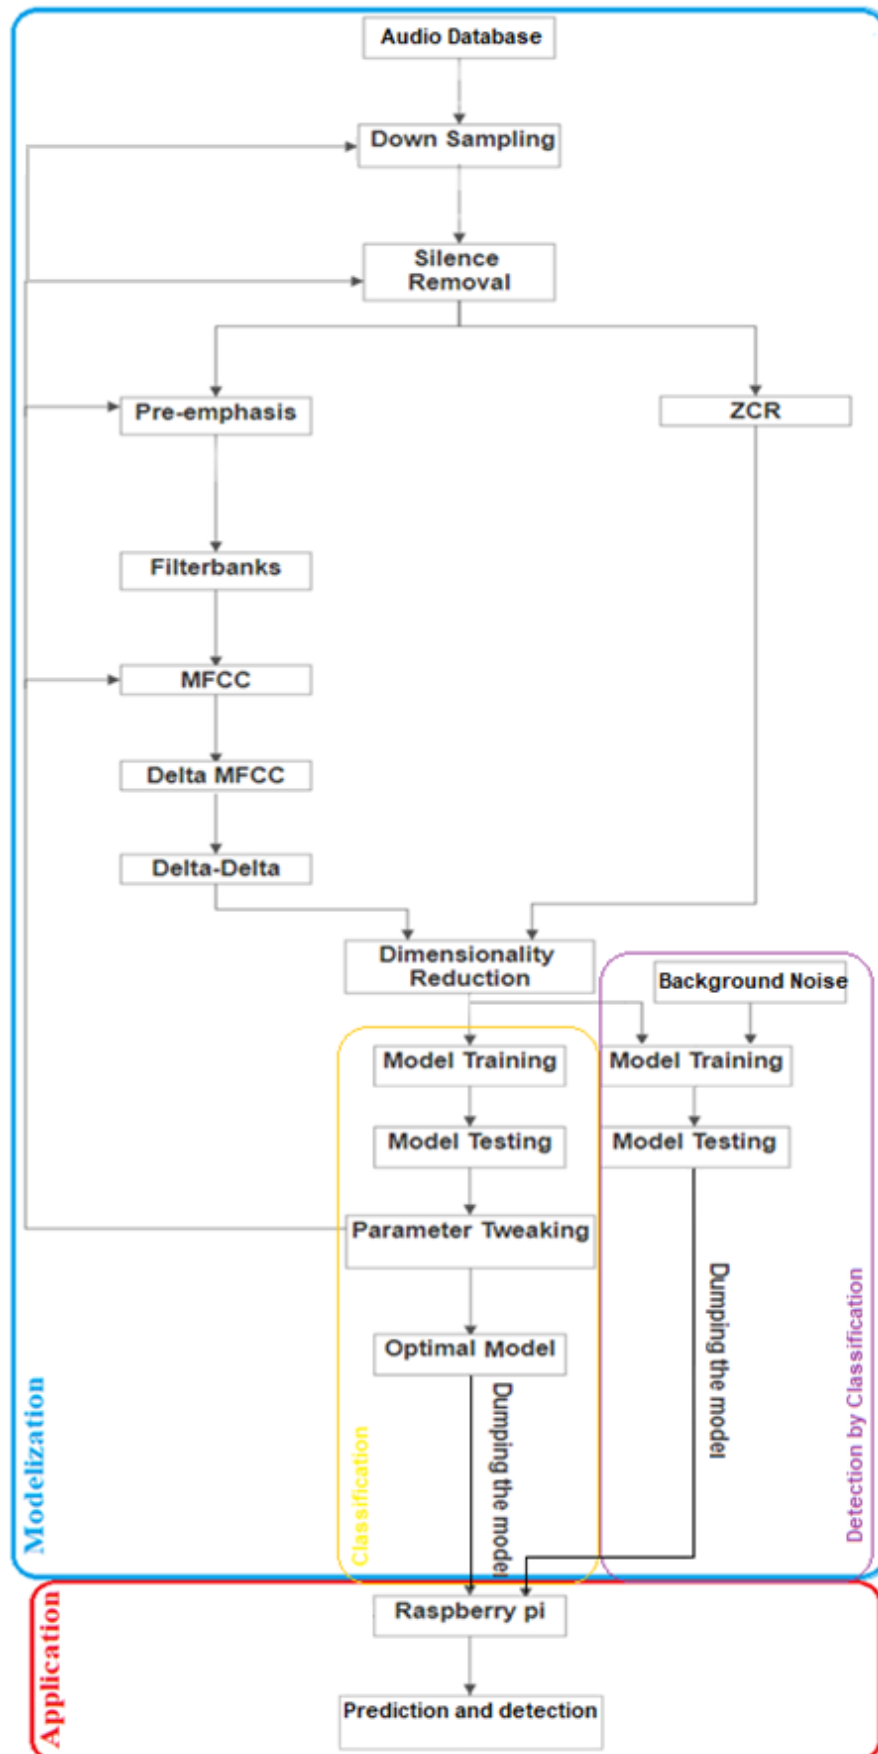 Audio Database
Down Sampling
Silence
Removal
Pre-emphasis
ZCR
Filterbanks
MFCC
Delta MFCC
Delta-Delta
Dimensionality
Reduction
Background Noise
Model Training
Model Training
Model Testing
Model Testing
Parameter Tweaking
Optimal Model
Dumping the model
Dumping the model
Classification
Detection by Classification
Modelization
Raspberry pi
Prediction and detection
Application